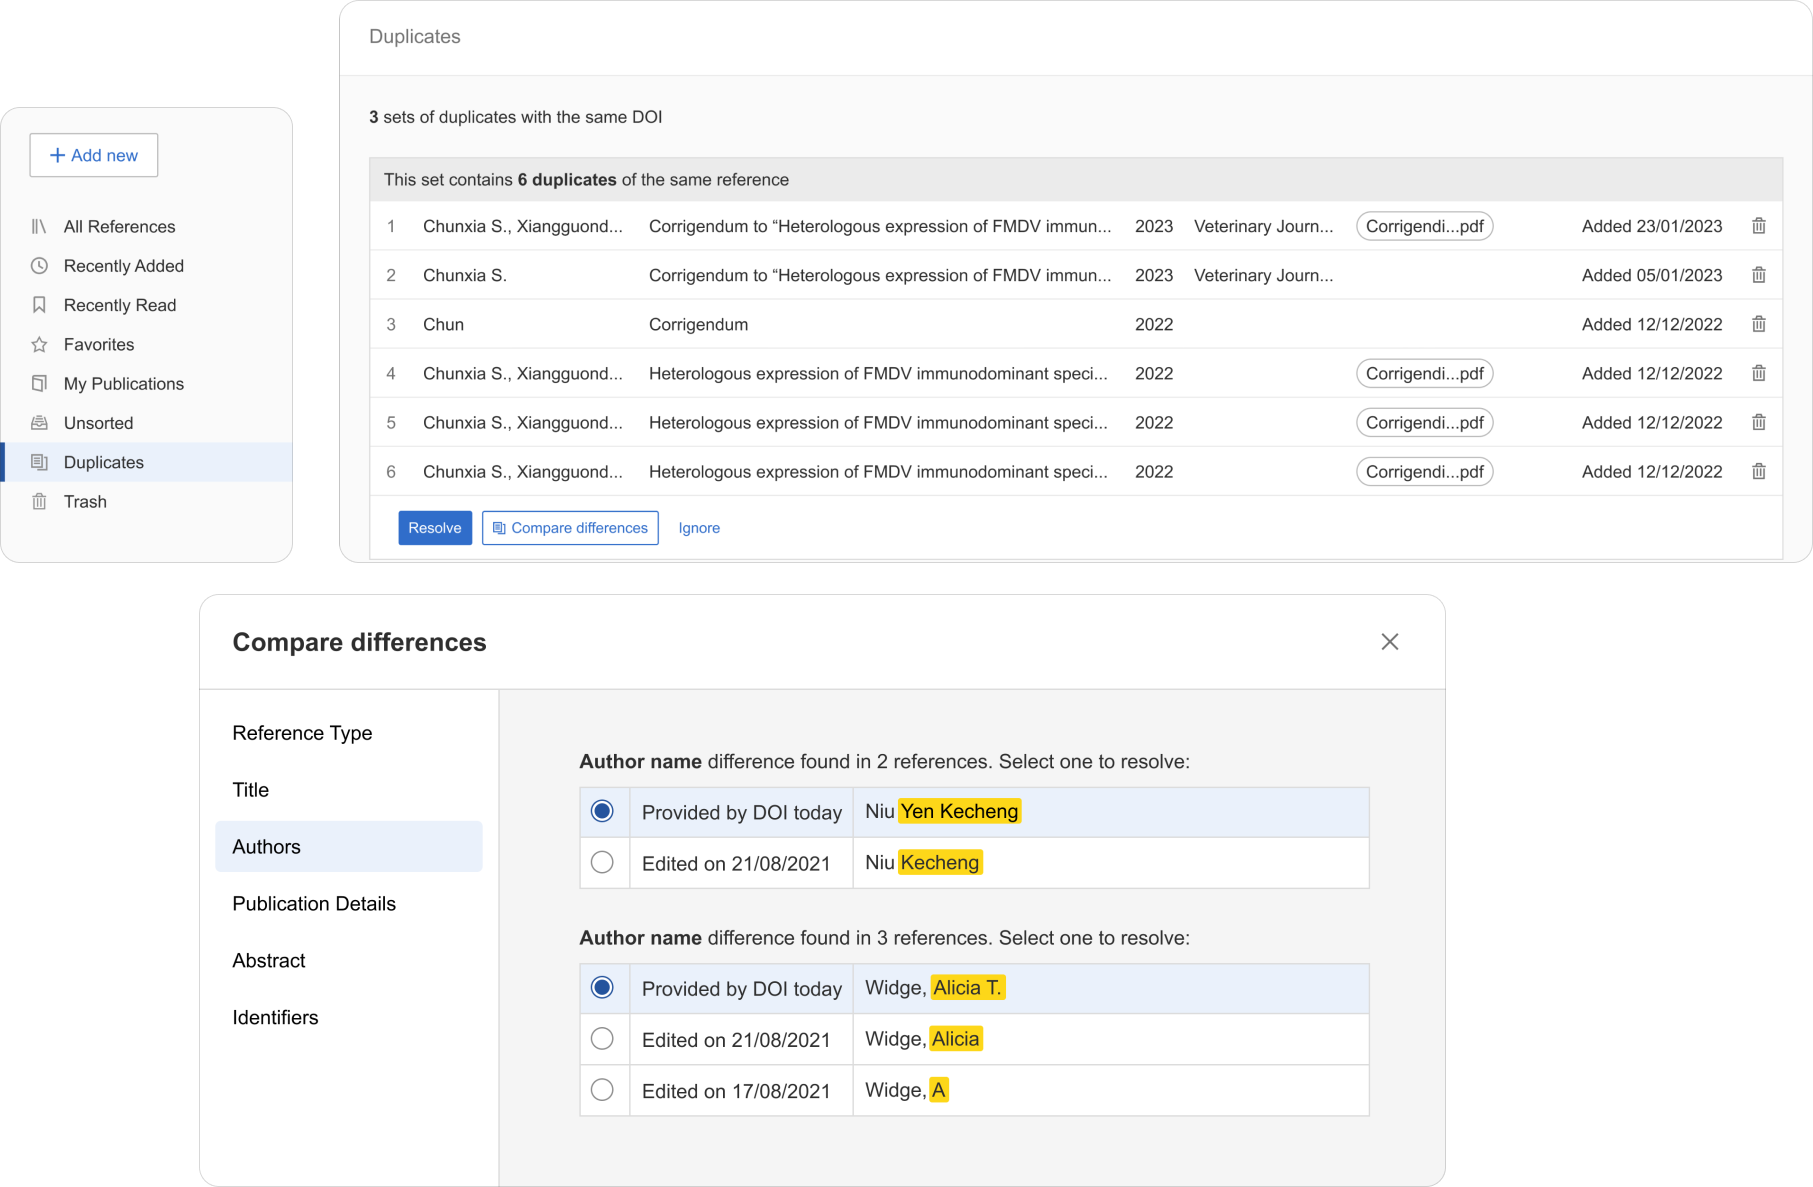 Duplicates
3 sets of duplicates with the same DOI
This set contains 6 duplicates of the same reference
1 Chunxia S., Xiangguond... Corrigendum to “Heterologous expression of FMDV immun... 2023 Veterinary Journ... Corrigendi...pdf Added 23/01/2023
2 Chunxia S. Corrigendum to “Heterologous expression of FMDV immun... 2023 Veterinary Journ... Added 05/01/2023
3 Chun Corrigendum 2022 Added 12/12/2022
4 Chunxia S., Xiangguond... Heterologous expression of FMDV immunodominant speci... 2022 Corrigendi...pdf Added 12/12/2022
5 Chunxia S., Xiangguond... Heterologous expression of FMDV immunodominant speci... 2022 Corrigendi...pdf Added 12/12/2022
6 Chunxia S., Xiangguond... Heterologous expression of FMDV immunodominant speci... 2022 Corrigendi...pdf Added 12/12/2022
Resolve Compare differences Ignore
+ Add new
All References
Recently Added
Recently Read
Favorites
My Publications
Unsorted
Duplicates
Trash
Compare differences
Reference Type
Title
Authors
Publication Details
Abstract
Identifiers
Author name difference found in 2 references. Select one to resolve:
Provided by DOI today Niu Yen Kecheng
Edited on 21/08/2021 Niu Kecheng
Author name difference found in 3 references. Select one to resolve:
Provided by DOI today Widge, Alicia T.
Edited on 21/08/2021 Widge, Alicia
Edited on 17/08/2021 Widge, A